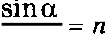 sin α = n